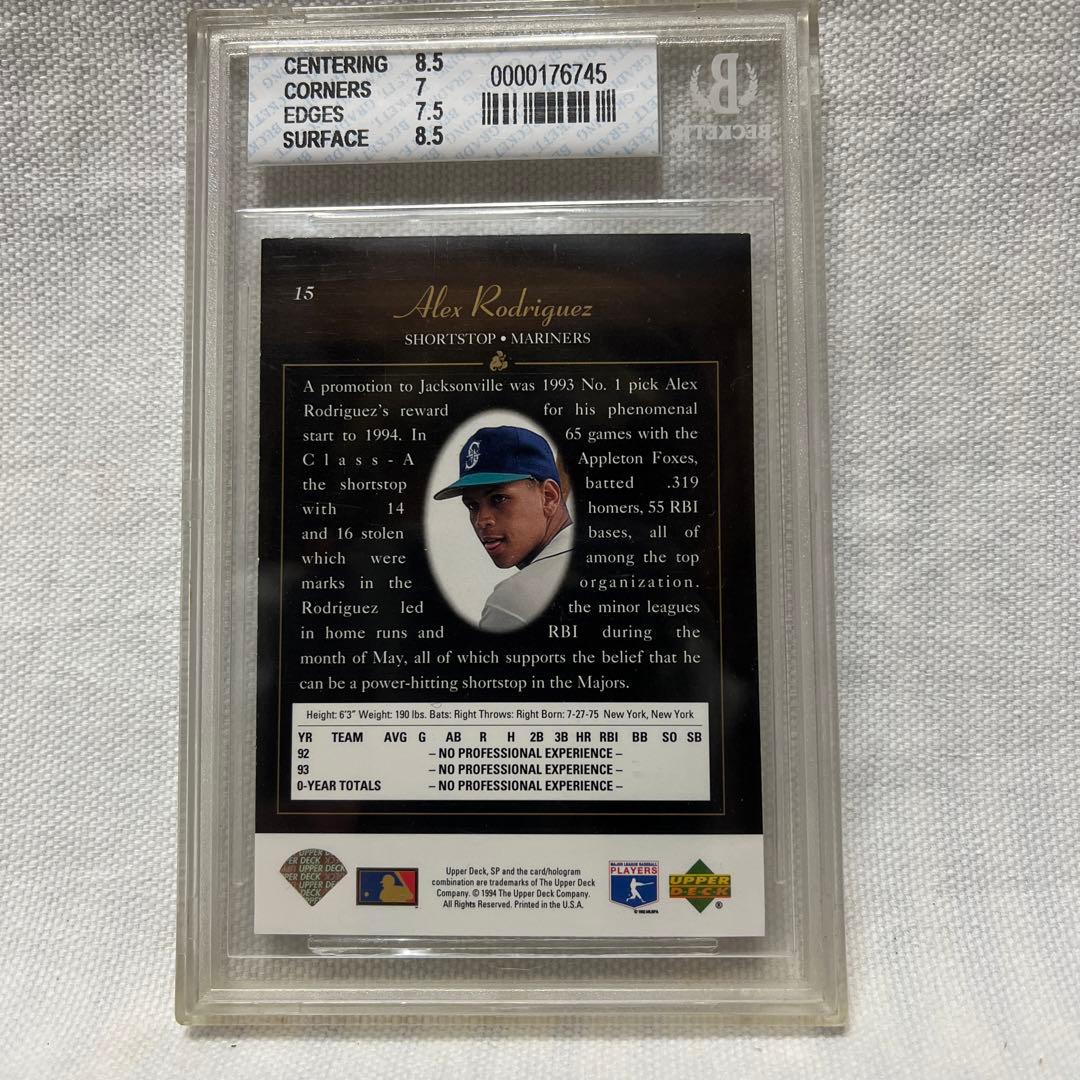 CENTERING 8.5
CORNERS 7
EDGES 7.5
SURFACE 8.5
0000176745
B
BECKETT
15
Alex Rodriguez
SHORTSTOP • MARINERS
A promotion to Jacksonville was 1993 No. 1 pick Alex
Rodriguez's reward for his phenomenal
start to 1994. In 65 games with the
Class-A Appleton Foxes,
the shortstop batted .319
with 14 homers, 55 RBI
and 16 stolen bases, all of
which were among the top
marks in the organization.
Rodriguez led the minor leagues
in home runs and RBI during the
month of May, all of which supports the belief that he
can be a power-hitting shortstop in the Majors.
Height: 6'3" Weight: 190 lbs. Bats: Right Throws: Right Born: 7-27-75 New York, New York
YR TEAM AVG G AB R H 2B 3B HR RBI BB SO SB
92 – NO PROFESSIONAL EXPERIENCE –
93 – NO PROFESSIONAL EXPERIENCE –
0-YEAR TOTALS – NO PROFESSIONAL EXPERIENCE –
UPPER DECK
Upper Deck, SP and the card/hologram
combination are trademarks of The Upper Deck
Company. © 1994 The Upper Deck Company.
All Rights Reserved. Printed in the U.S.A.
MAJOR LEAGUE BASEBALL
PLAYERS
UPPER
DECK
®